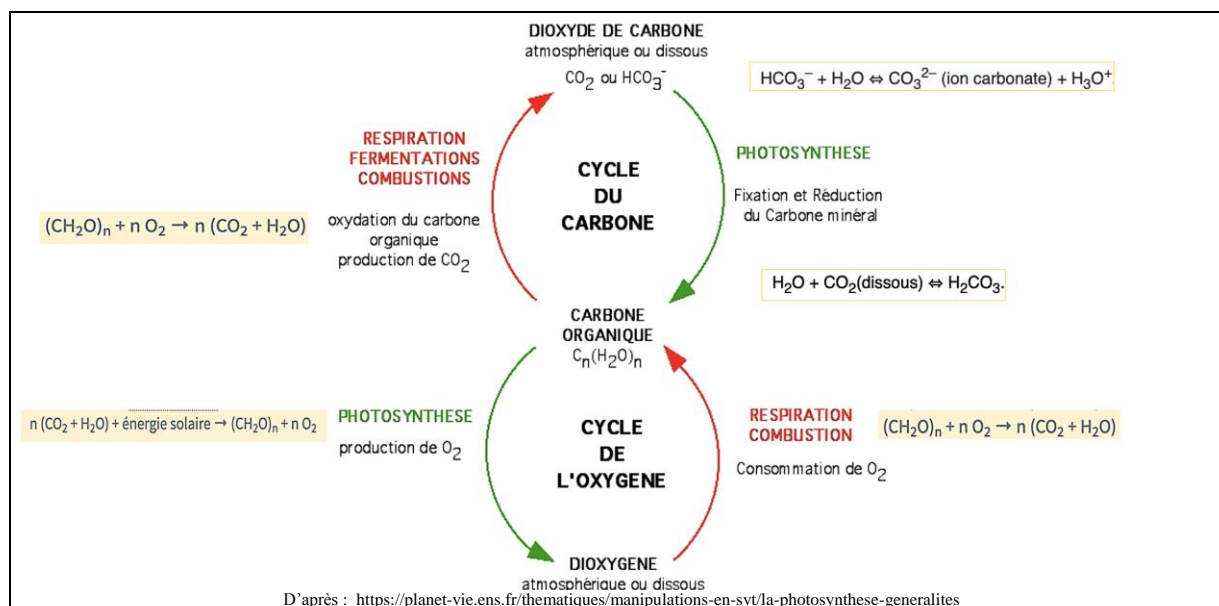 DIOXYDE DE CARBONE
atmosphérique ou dissous
CO₂ ou HCO₃⁻
HCO₃⁻ + H₂O ⇔ CO₃²⁻ (ion carbonate) + H₃O⁺.
RESPIRATION
FERMENTATIONS
COMBUSTIONS
oxydation du carbone
organique
production de CO₂
(CH₂O)ₙ + n O₂ → n (CO₂ + H₂O)
CYCLE
DU
CARBONE
PHOTOSYNTHESE
Fixation et Réduction
du Carbone minéral
H₂O + CO₂(dissous) ⇔ H₂CO₃.
CARBONE
ORGANIQUE
Cₙ(H₂O)ₙ
n (CO₂ + H₂O) + énergie solaire → (CH₂O)ₙ + n O₂
PHOTOSYNTHESE
production de O₂
CYCLE
DE
L'OXYGENE
RESPIRATION
COMBUSTION
Consommation de O₂
(CH₂O)ₙ + n O₂ → n (CO₂ + H₂O)
DIOXYGENE
atmosphérique ou dissous
D'après : https://planet-vie.ens.fr/thematiques/manipulations-en-svt/la-photosynthese-generalites